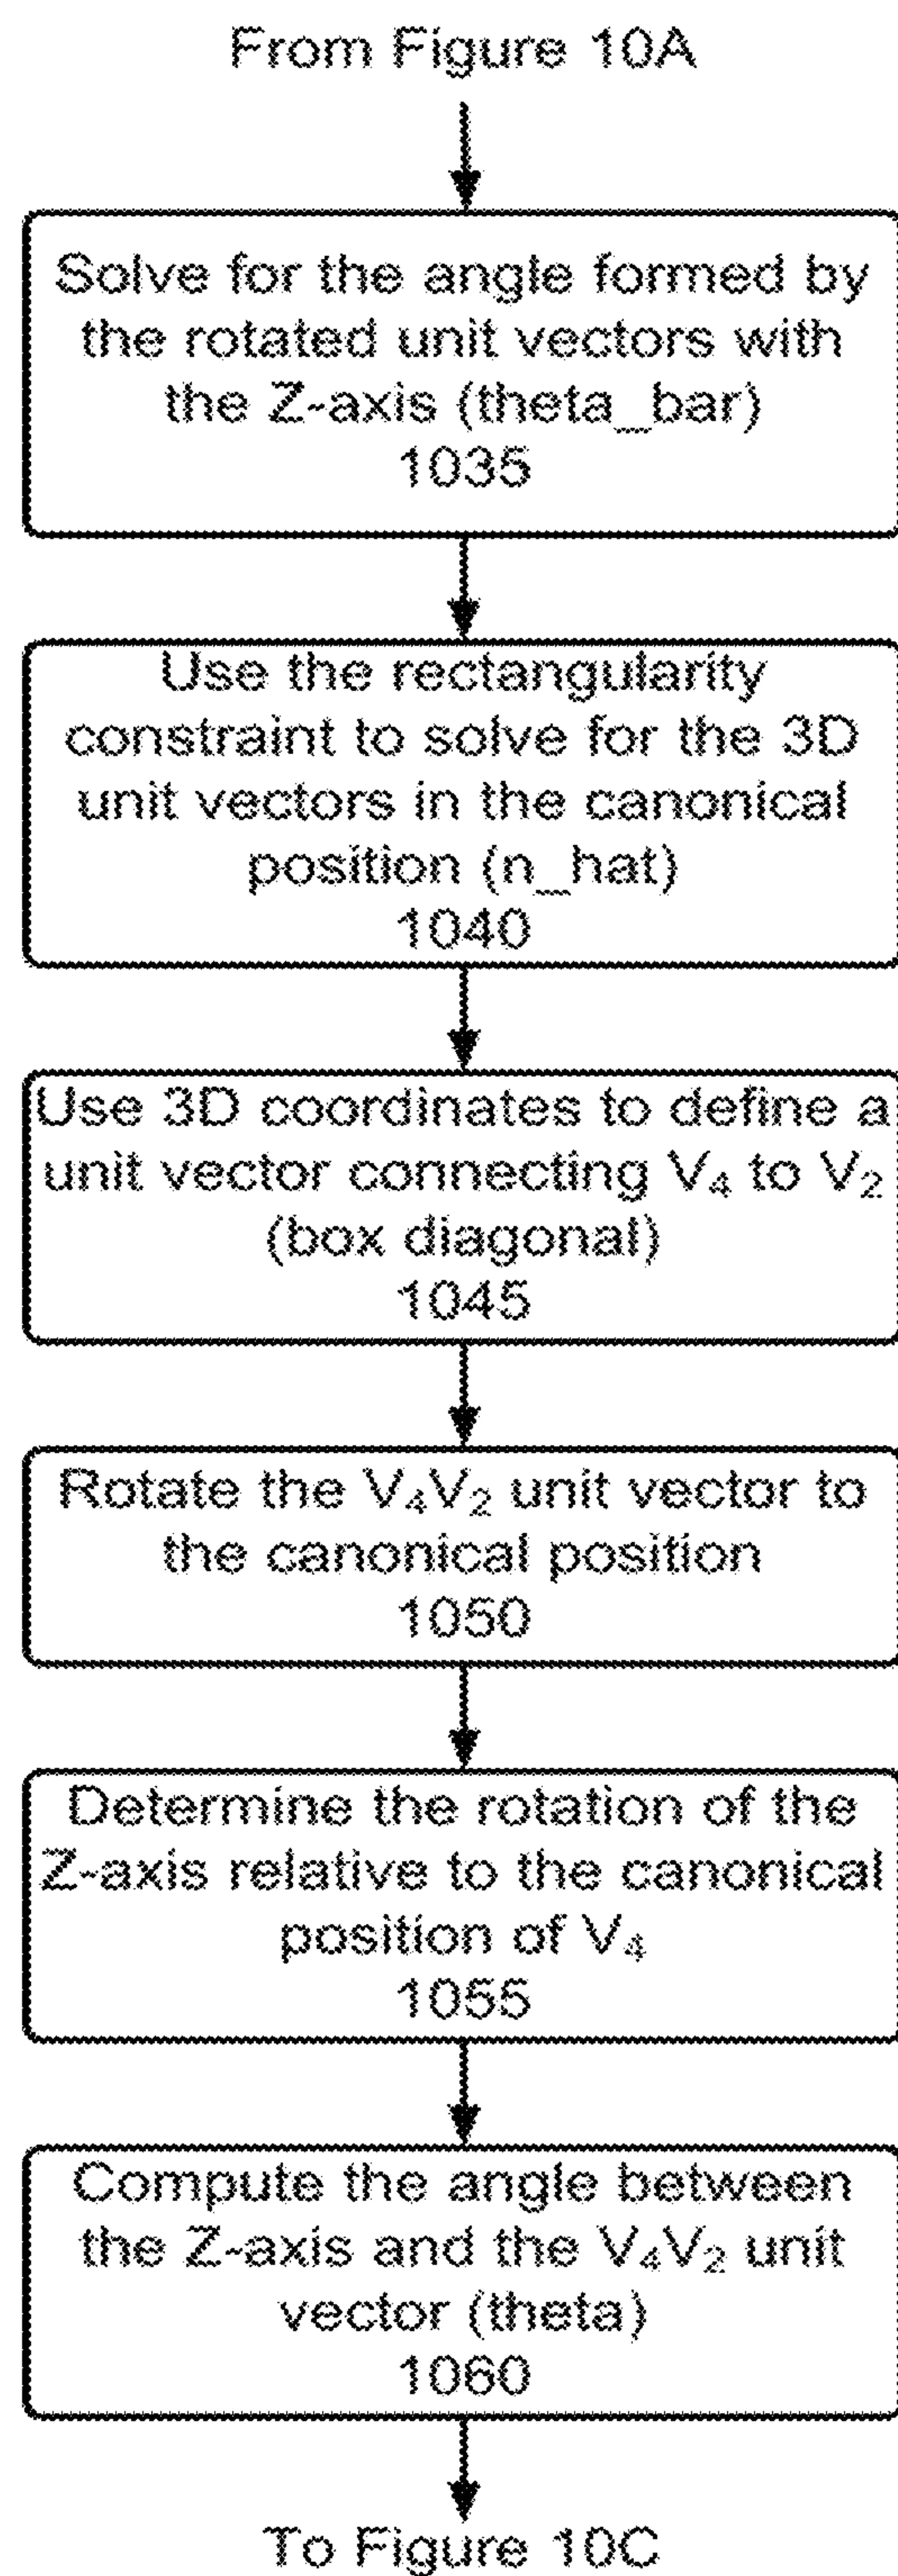 From Figure 10A
Solve for the angle formed by
the rotated unit vectors with
the Z-axis (theta_bar)
1035
Use the rectangularity
constraint to solve for the 3D
unit vectors in the canonical
position (n_hat)
1040
Use 3D coordinates to define a
unit vector connecting V₄ to V₂
(box diagonal)
1045
Rotate the V₄V₂ unit vector to
the canonical position
1050
Determine the rotation of the
Z-axis relative to the canonical
position of V₄
1055
Compute the angle between
the Z-axis and the V₄V₂ unit
vector (theta)
1060
To Figure 10C